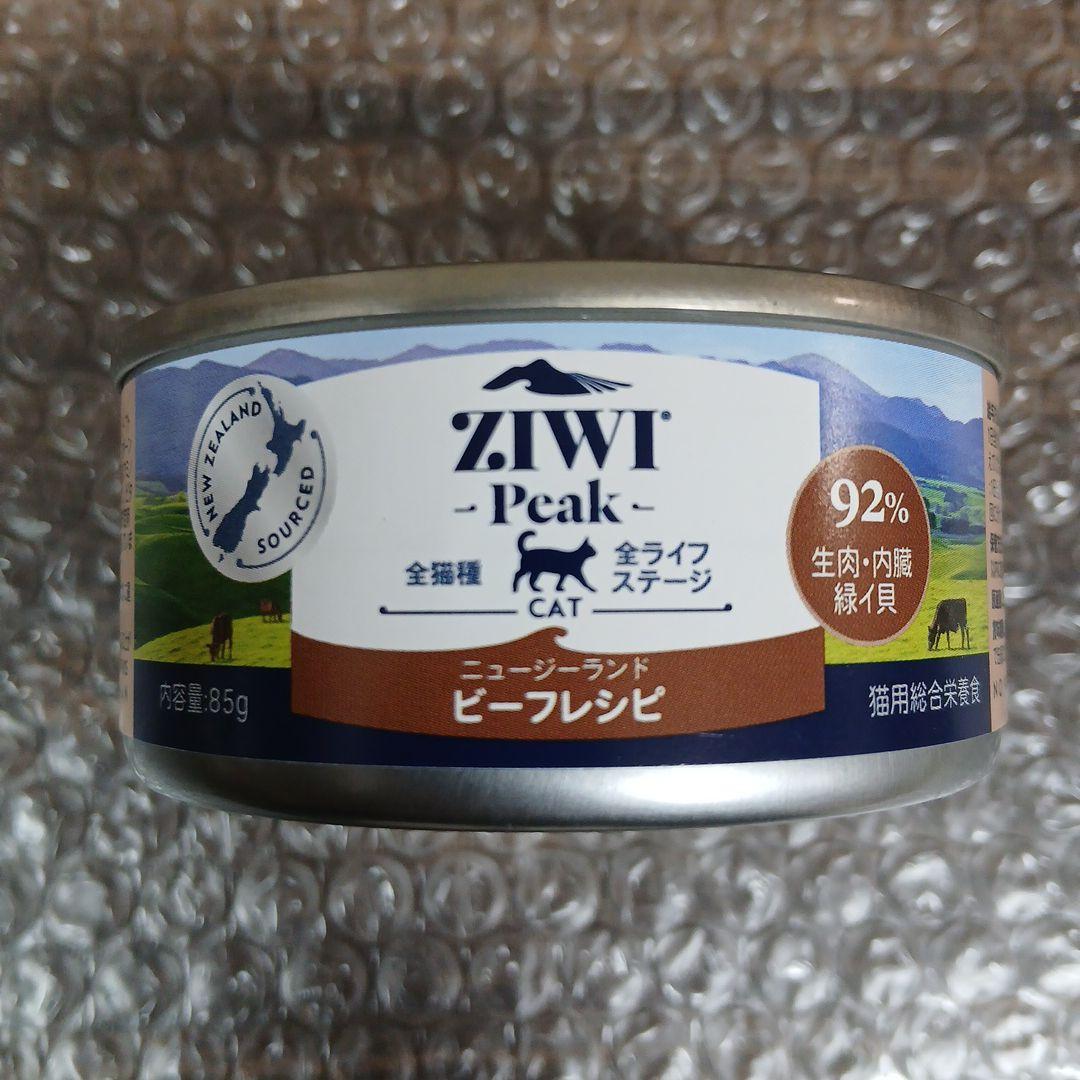 NEW ZEALAND
SOURCED
ZIWI®
- Peak -
全猫種
全ライフ
ステージ
CAT
92%
生肉・内臓
緑イ貝
ニュージーランド
ビーフレシピ
内容量:85g
猫用総合栄養食